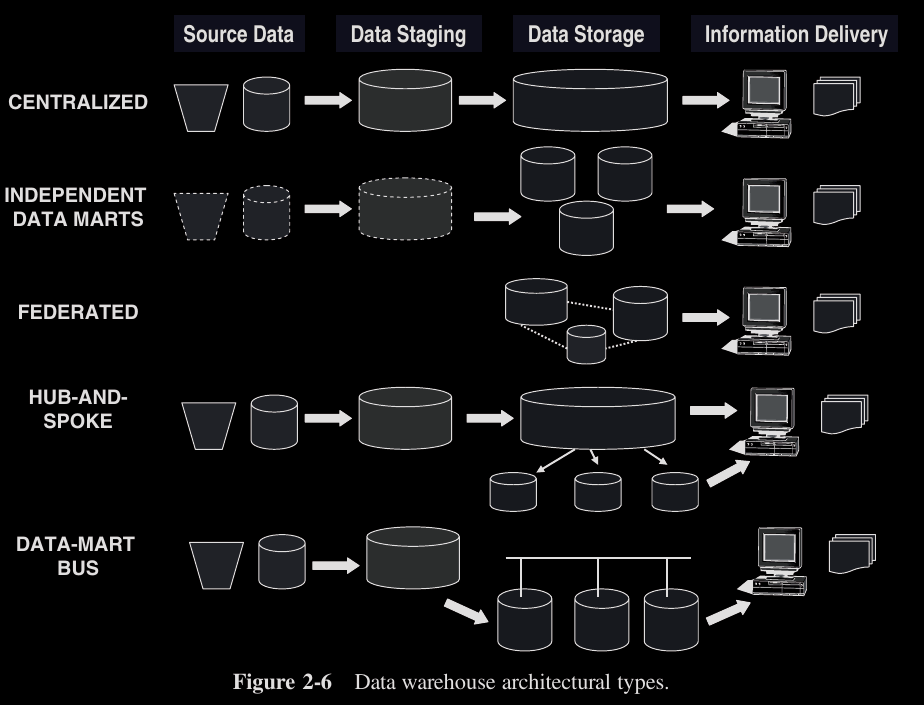 Source Data
Data Staging
Data Storage
Information Delivery
CENTRALIZED
INDEPENDENT
DATA MARTS
FEDERATED
HUB-AND-
SPOKE
DATA-MART
BUS
Figure 2-6 Data warehouse architectural types.